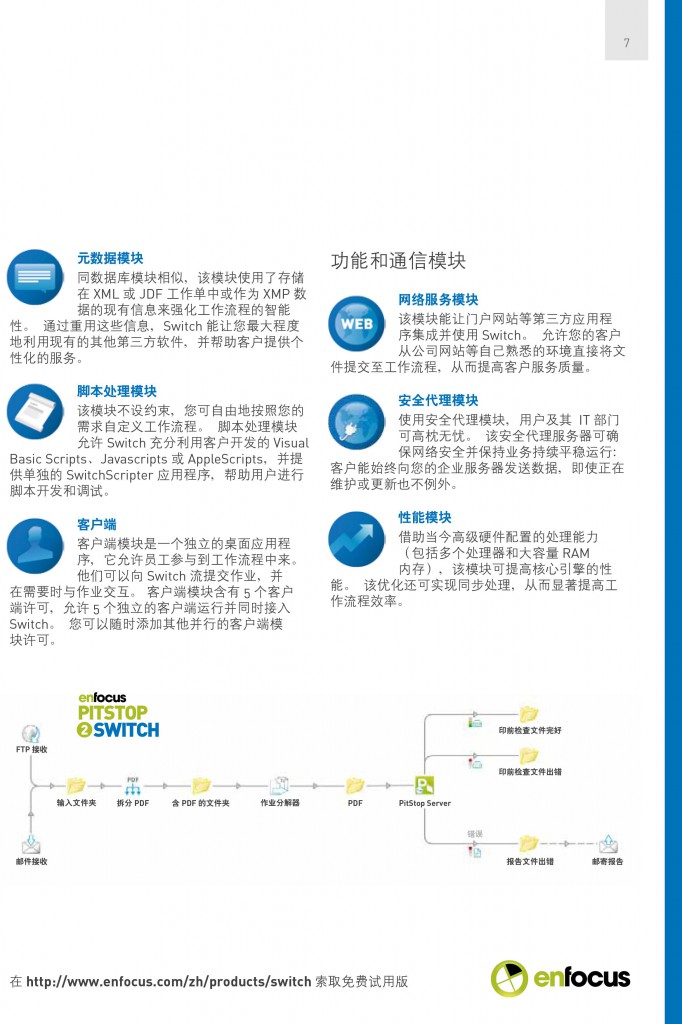 7
元数据模块
同数据库模块相似，该模块使用了存储
在 XML 或 JDF 工作单中或作为 XMP 数
据的现有信息来强化工作流程的智能
性。 通过重用这些信息，Switch 能让您最大程度
地利用现有的其他第三方软件，并帮助客户提供个
性化的服务。
脚本处理模块
该模块不设约束，您可自由地按照您的
需求自定义工作流程。 脚本处理模块
允许 Switch 充分利用客户开发的 Visual
Basic Scripts、Javascripts 或 AppleScripts，并提
供单独的 SwitchScripter 应用程序，帮助用户进行
脚本开发和调试。
客户端
客户端模块是一个独立的桌面应用程
序，它允许员工参与到工作流程中来。
他们可以向 Switch 流提交作业，并
在需要时与作业交互。 客户端模块含有 5 个客户
端许可，允许 5 个独立的客户端运行并同时接入
Switch。 您可以随时添加其他并行的客户端模
块许可。
功能和通信模块
WEB
网络服务模块
该模块能让门户网站等第三方应用程
序集成并使用 Switch。 允许您的客户
从公司网站等自己熟悉的环境直接将文
件提交至工作流程，从而提高客户服务质量。
安全代理模块
使用安全代理模块，用户及其 IT 部门
可高枕无忧。 该安全代理服务器可确
保网络安全并保持业务持续平稳运行：
客户能始终向您的企业服务器发送数据，即使正在
维护或更新也不例外。
性能模块
借助当今高级硬件配置的处理能力
（包括多个处理器和大容量 RAM
内存），该模块可提高核心引擎的性
能。 该优化还可实现同步处理，从而显著提高工
作流程效率。
enfocus
PITSTOP
2 SWITCH
FTP 接收
邮件接收
输入文件夹
PDF
拆分 PDF
含 PDF 的文件夹
作业分解器
PDF
PitStop Server
印前检查文件完好
印前检查文件出错
错误
报告文件出错
邮寄报告
在 http://www.enfocus.com/zh/products/switch 索取免费试用版
enfocus